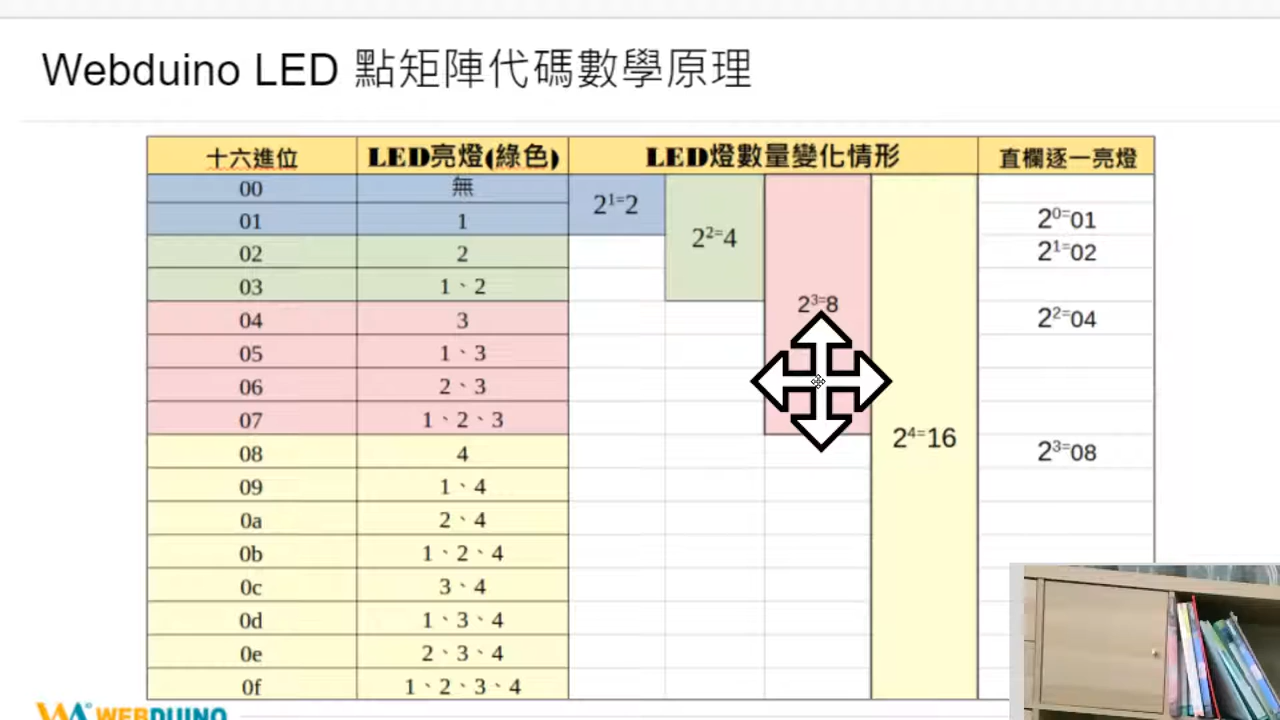 Webduino LED 點矩陣代碼數學原理
十六進位 LED亮燈(綠色) LED燈數量變化情形 直欄逐一亮燈
00 無
01 1 2¹⁼2 2⁰⁼01
02 2 2²⁼4 2¹⁼02
03 1、2
04 3 2³⁼8 2²⁼04
05 1、3
06 2、3
07 1、2、3
08 4 2⁴⁼16 2³⁼08
09 1、4
0a 2、4
0b 1、2、4
0c 3、4
0d 1、3、4
0e 2、3、4
0f 1、2、3、4
WEBDUINO